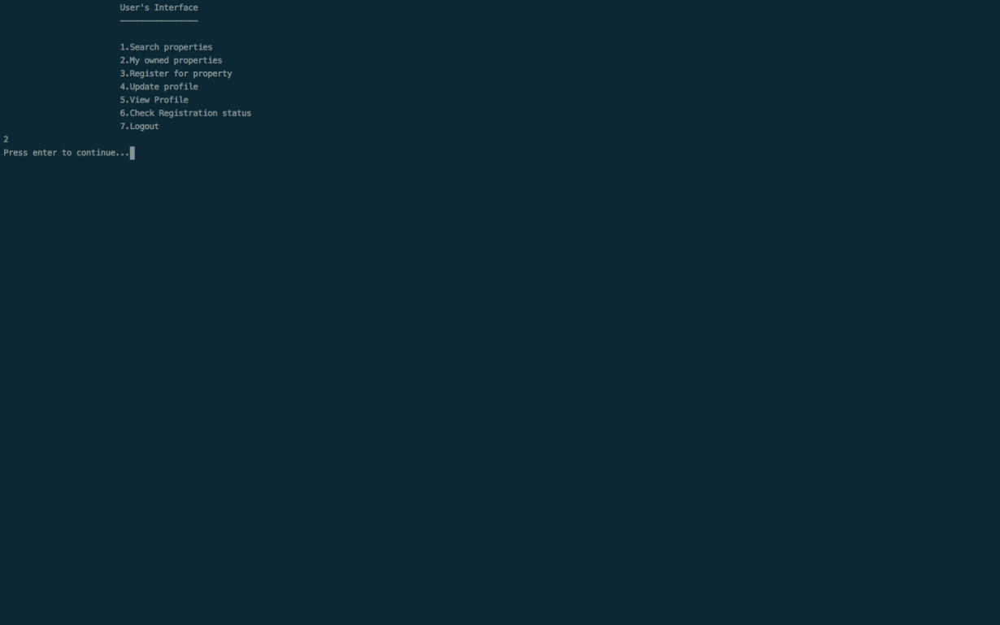 User's Interface
________________
1.Search properties
2.My owned properties
3.Register for property
4.Update profile
5.View Profile
6.Check Registration status
7.Logout
2
Press enter to continue...